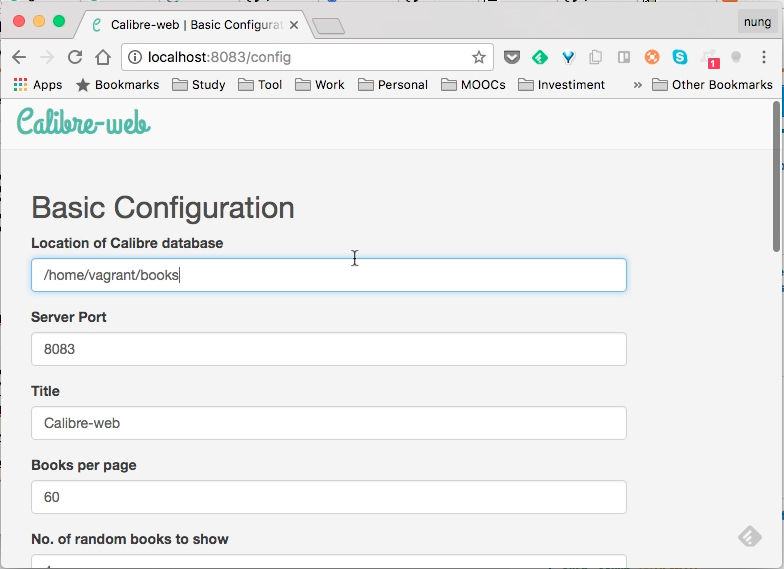 Calibre-web | Basic Configurat
nung
localhost:8083/config
1
Apps Bookmarks Study Tool Work Personal MOOCs Investiment » Other Bookmarks
Calibre-web
Basic Configuration
Location of Calibre database
/home/vagrant/books
Server Port
8083
Title
Calibre-web
Books per page
60
No. of random books to show